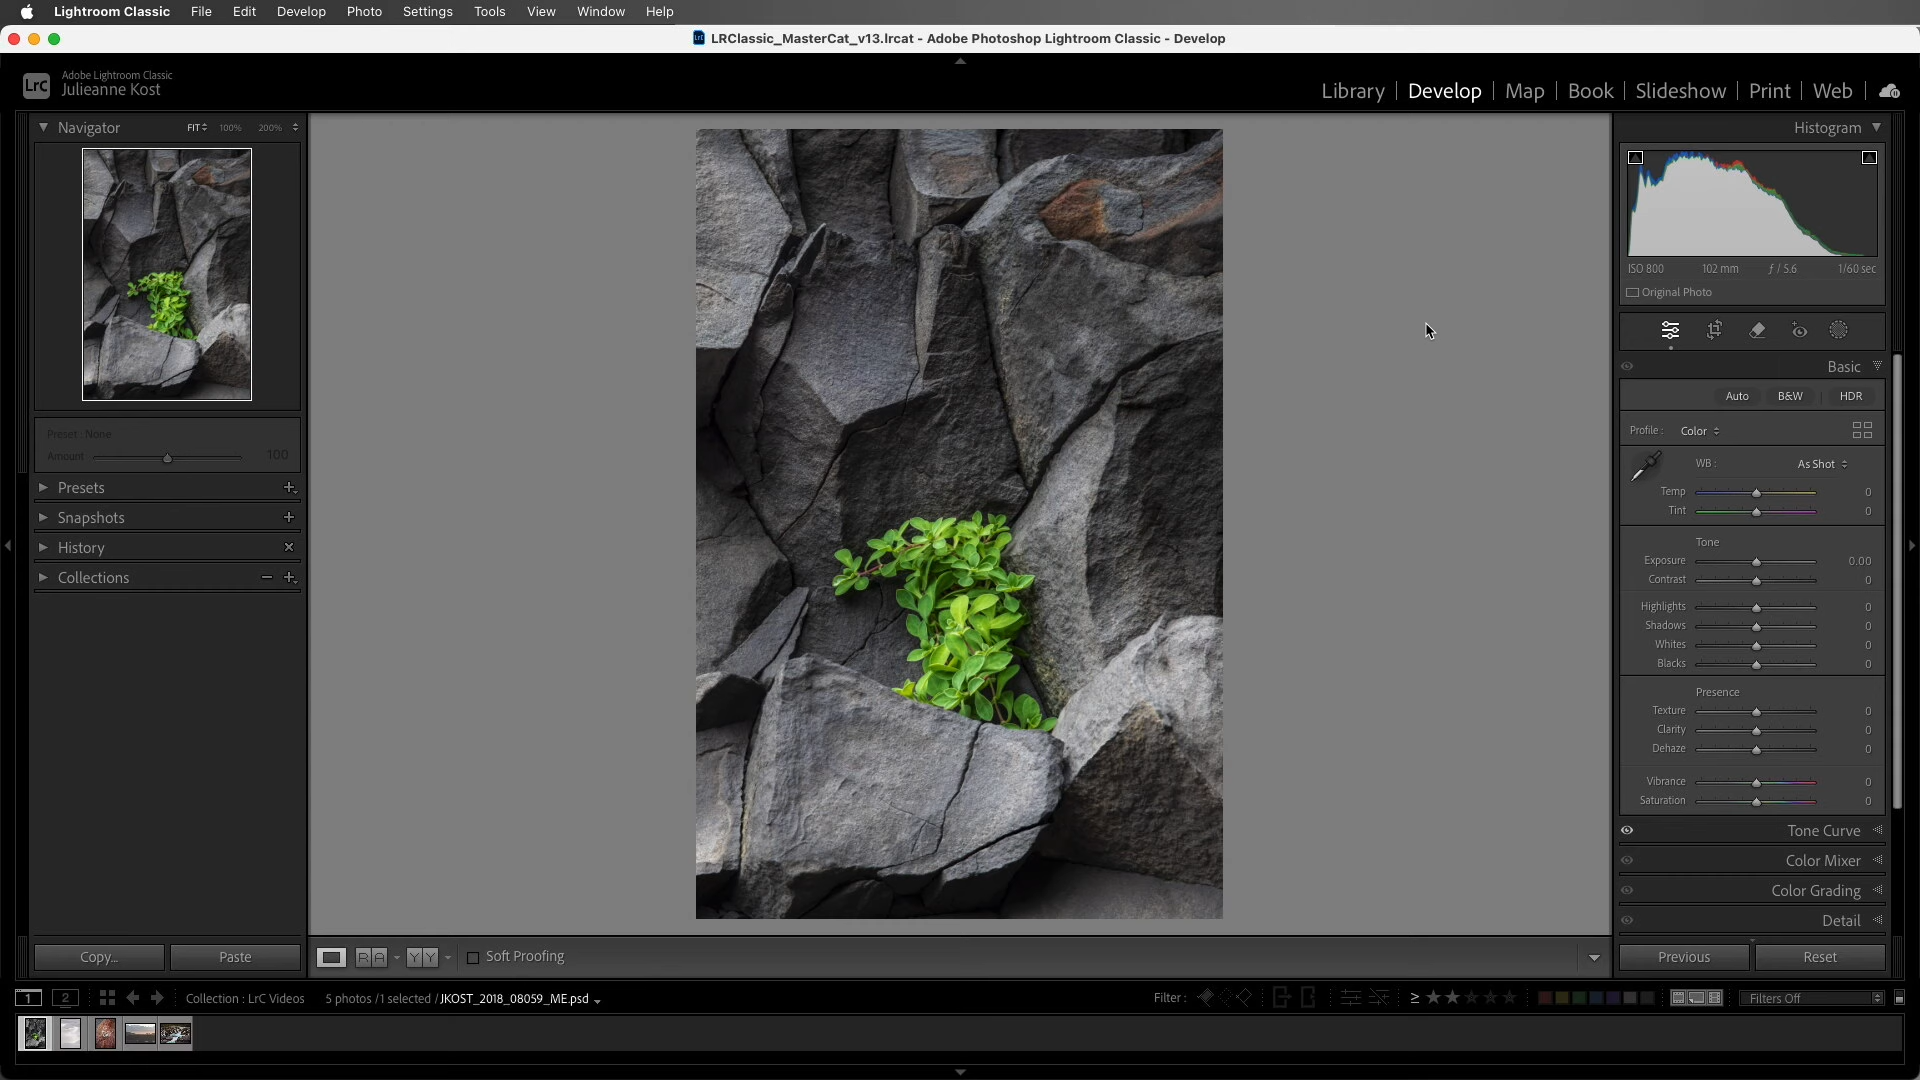 Lightroom Classic File Edit Develop Photo Settings Tools View Window Help
LrC LRClassic_MasterCat_v13.lrcat - Adobe Photoshop Lightroom Classic - Develop
LrC
Adobe Lightroom Classic
Julieanne Kost
Library Develop Map Book Slideshow Print Web
Navigator FIT 100% 200%
Preset : None
Amount 100
Presets
Snapshots
History
Collections
Copy... Paste
Soft Proofing
Histogram
ISO 800 102 mm ƒ / 5.6 1/60 sec
Original Photo
Basic
Auto B&W HDR
Profile : Color
WB : As Shot
Temp 0
Tint 0
Tone
Exposure 0.00
Contrast 0
Highlights 0
Shadows 0
Whites 0
Blacks 0
Presence
Texture 0
Clarity 0
Dehaze 0
Vibrance 0
Saturation 0
Tone Curve
Color Mixer
Color Grading
Detail
Previous Reset
R A Y Y
1 2 Collection : LrC Videos 5 photos /1 selected /JKOST_2018_08059_ME.psd Filter : ≥ Filters Off